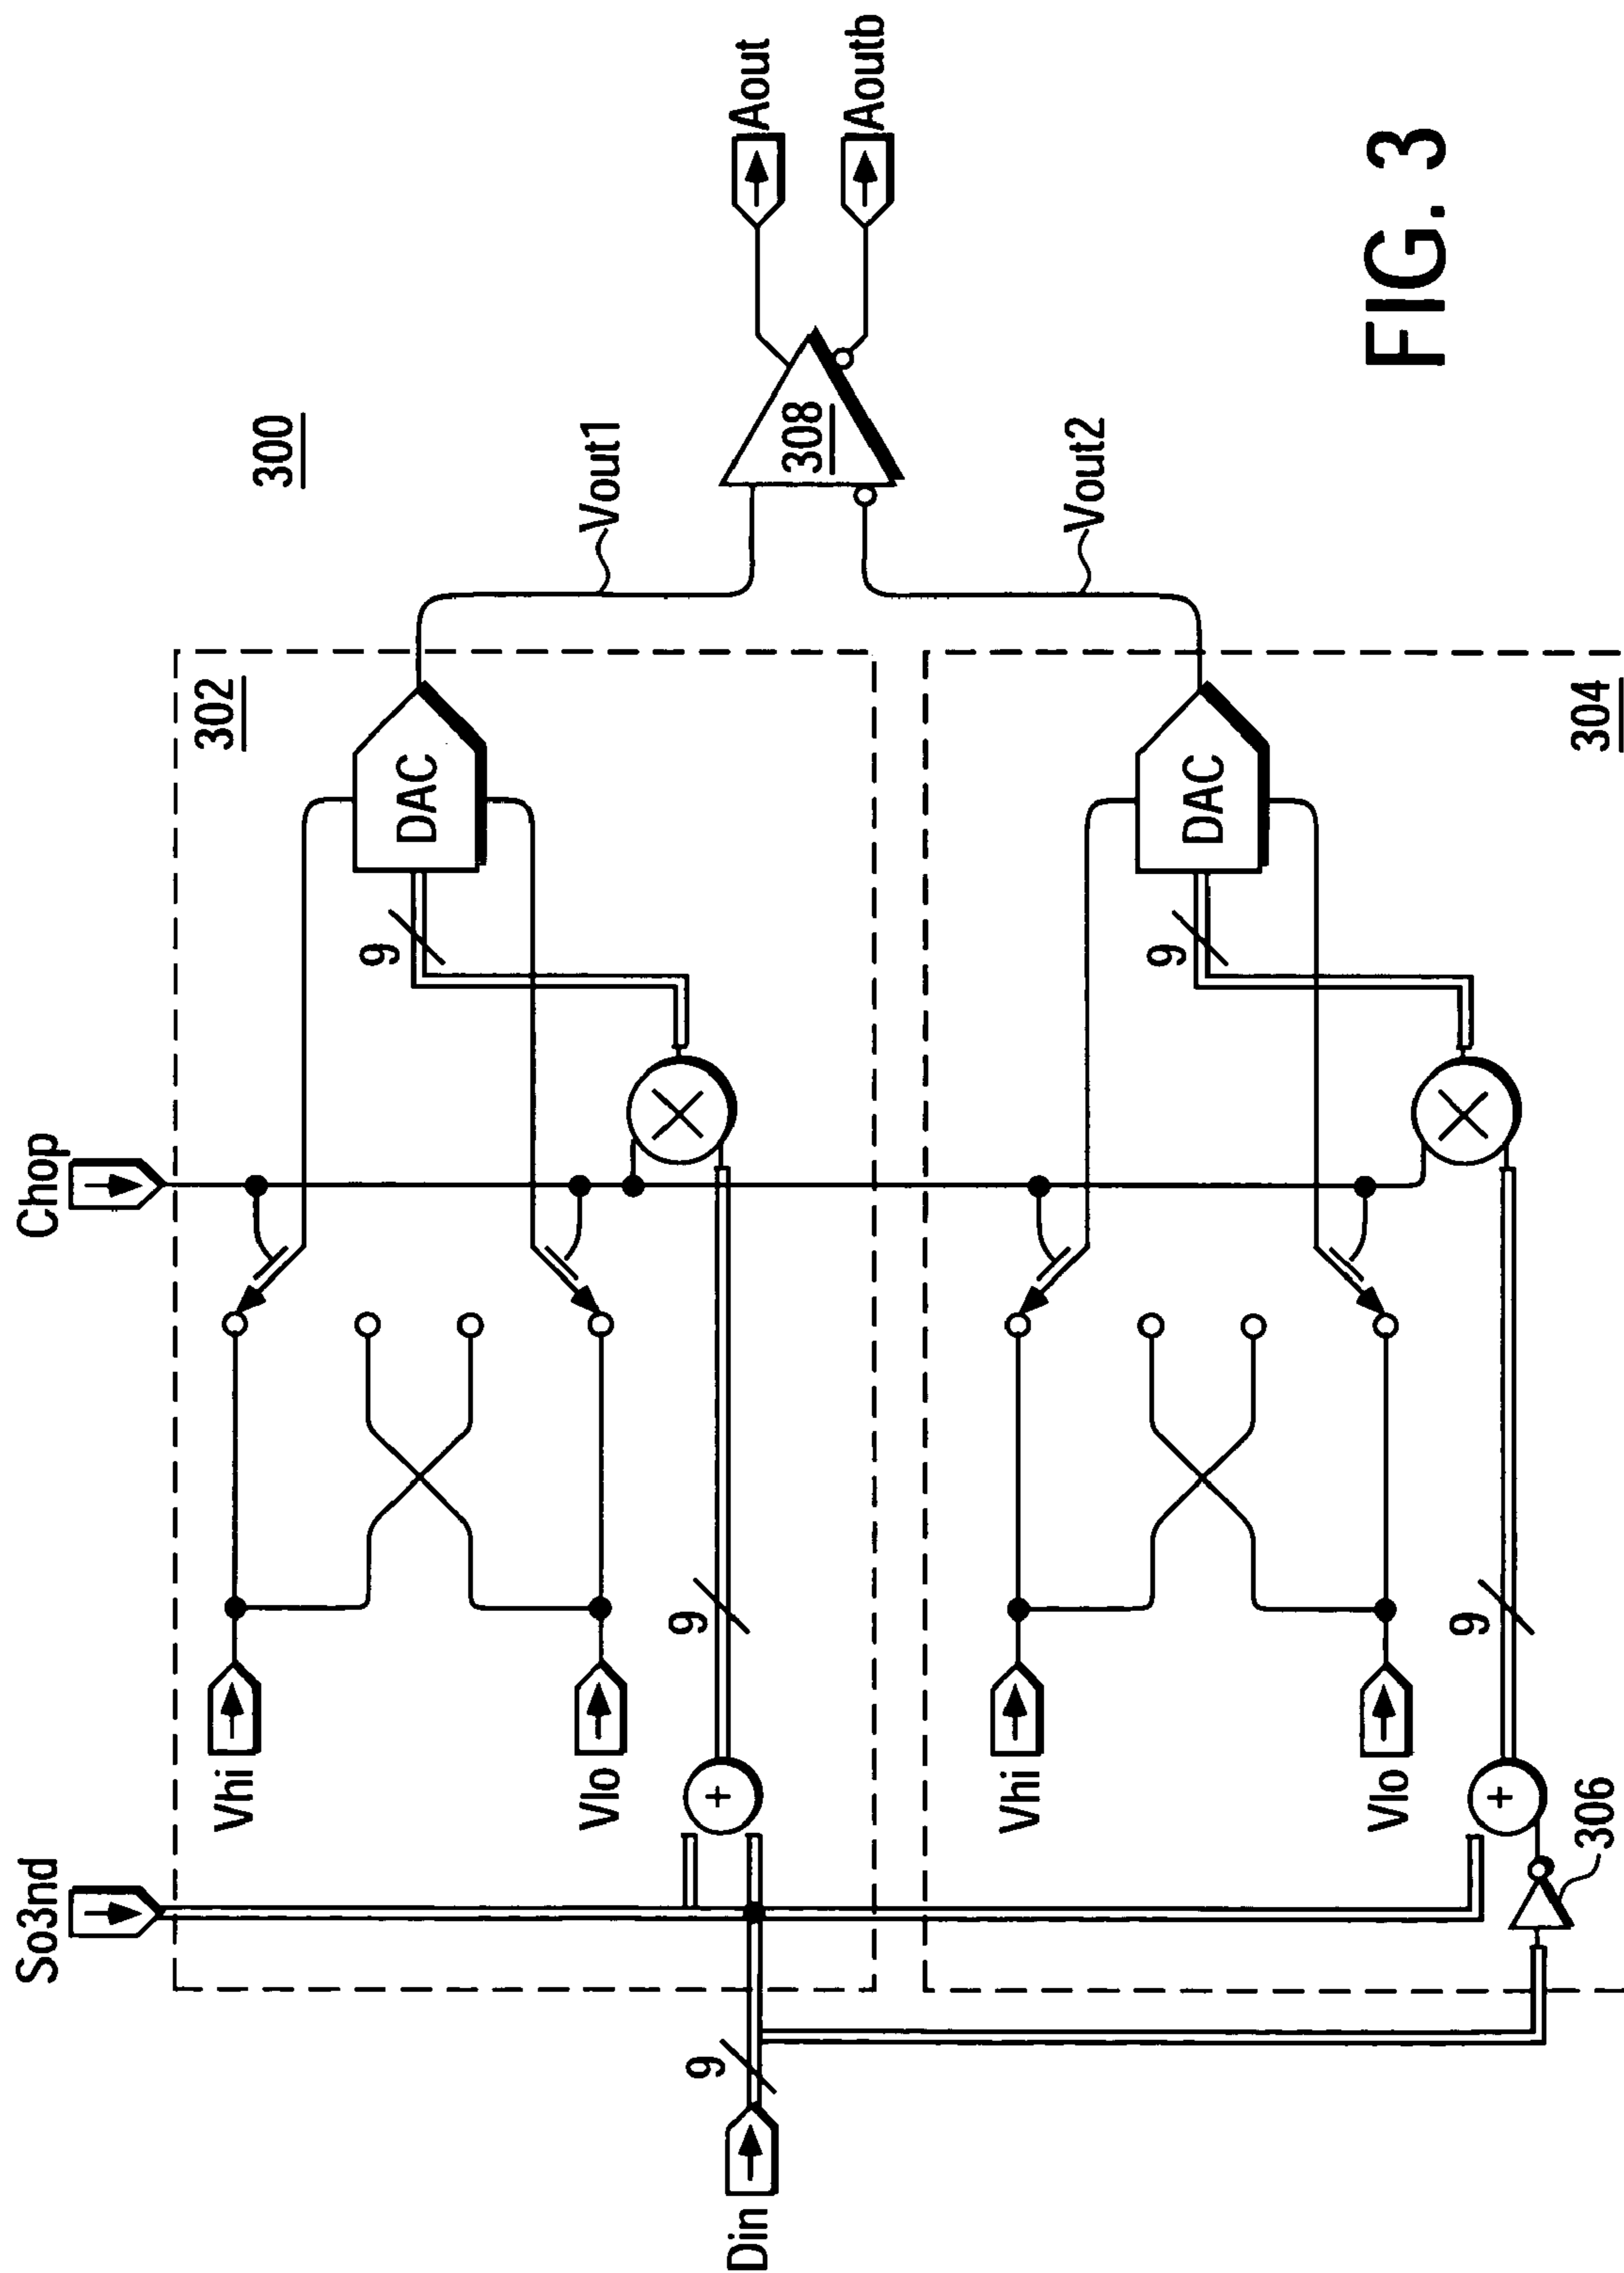 So3nd
Chop
300
302
Vhi
9
DAC
Vout1
Vlo
9
+
9
Din
308
Aout
Aoutb
Vhi
9
DAC
Vout2
Vlo
9
+
306
304
FIG. 3